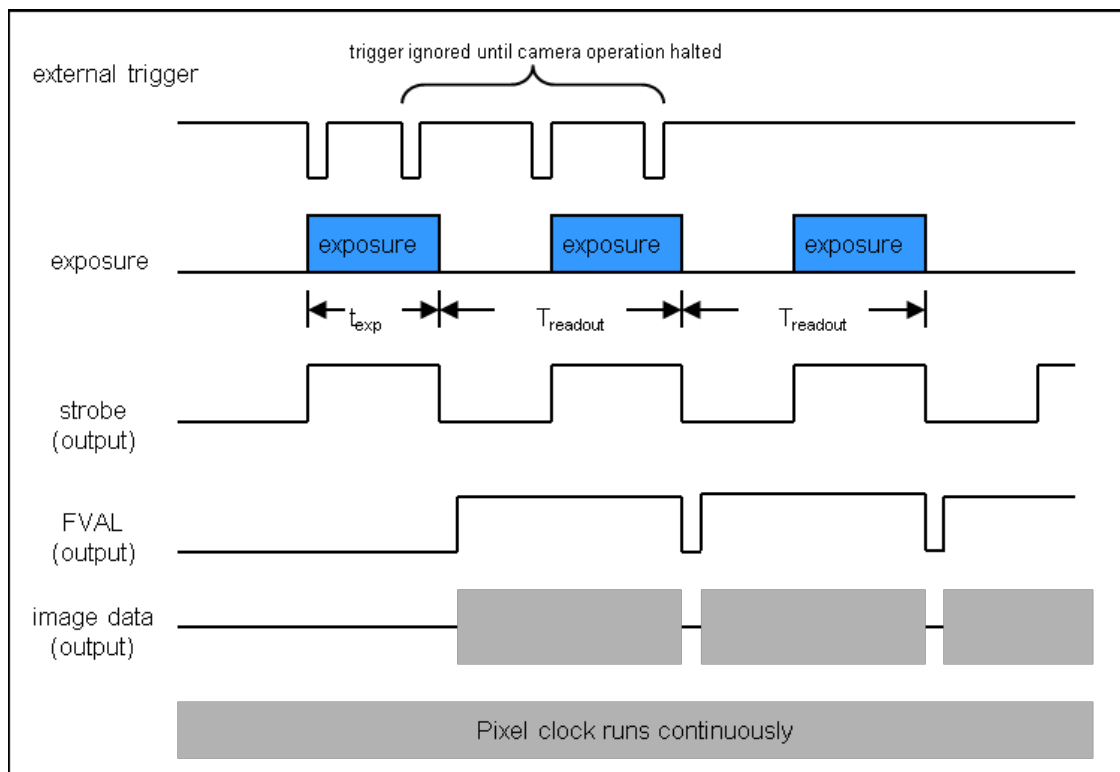 trigger ignored until camera operation halted
external trigger
exposure exposure exposure
exposure
texp Treadout Treadout
strobe
(output)
FVAL
(output)
image data
(output)
Pixel clock runs continuously